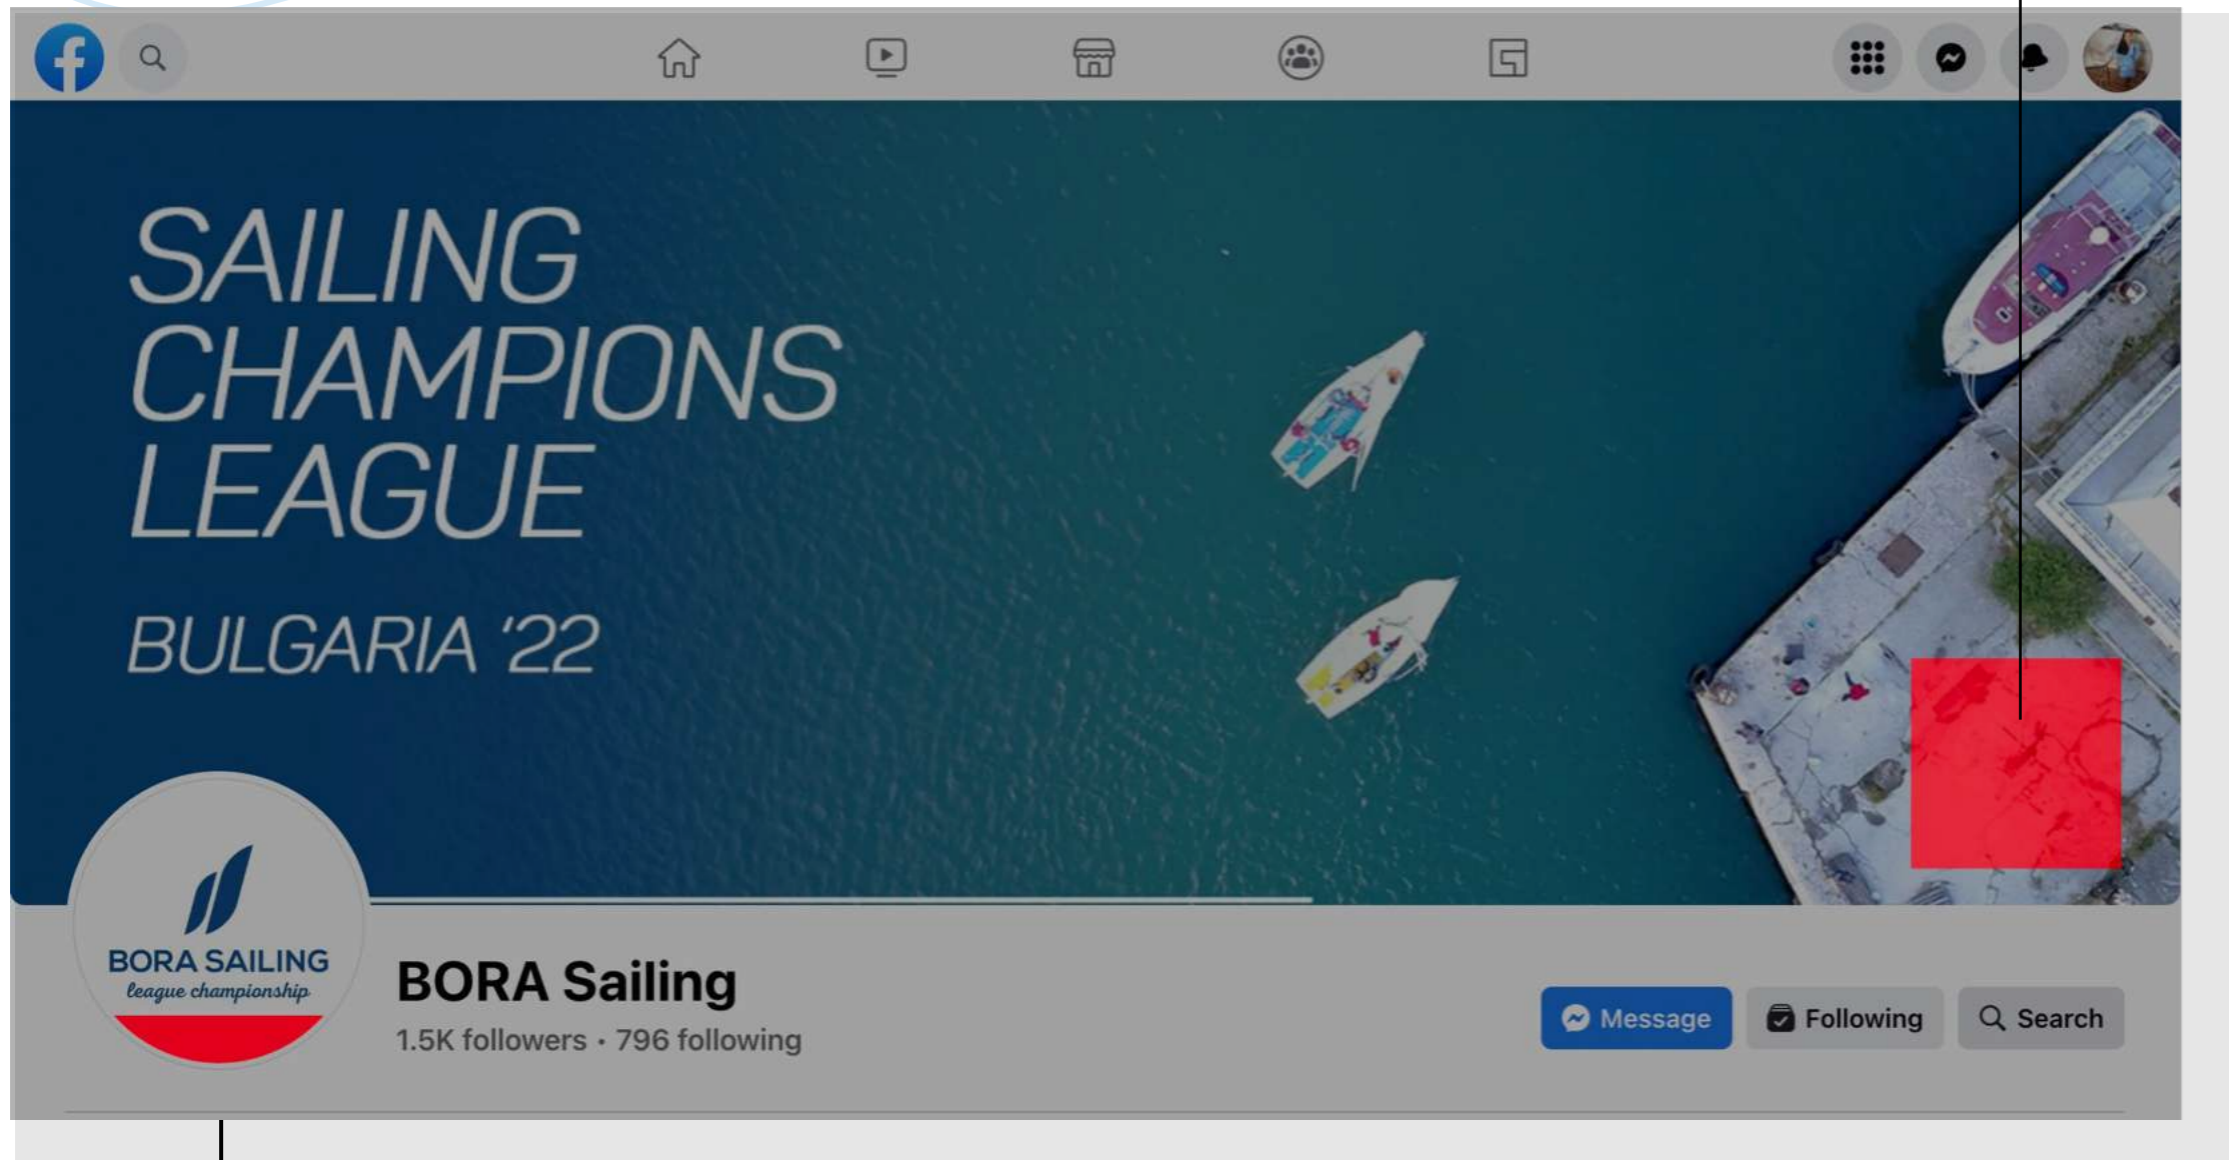 SAILING
CHAMPIONS
LEAGUE
BULGARIA '22
BORA SAILING
league championship
BORA Sailing
1.5K followers • 796 following
Message
Following
Search